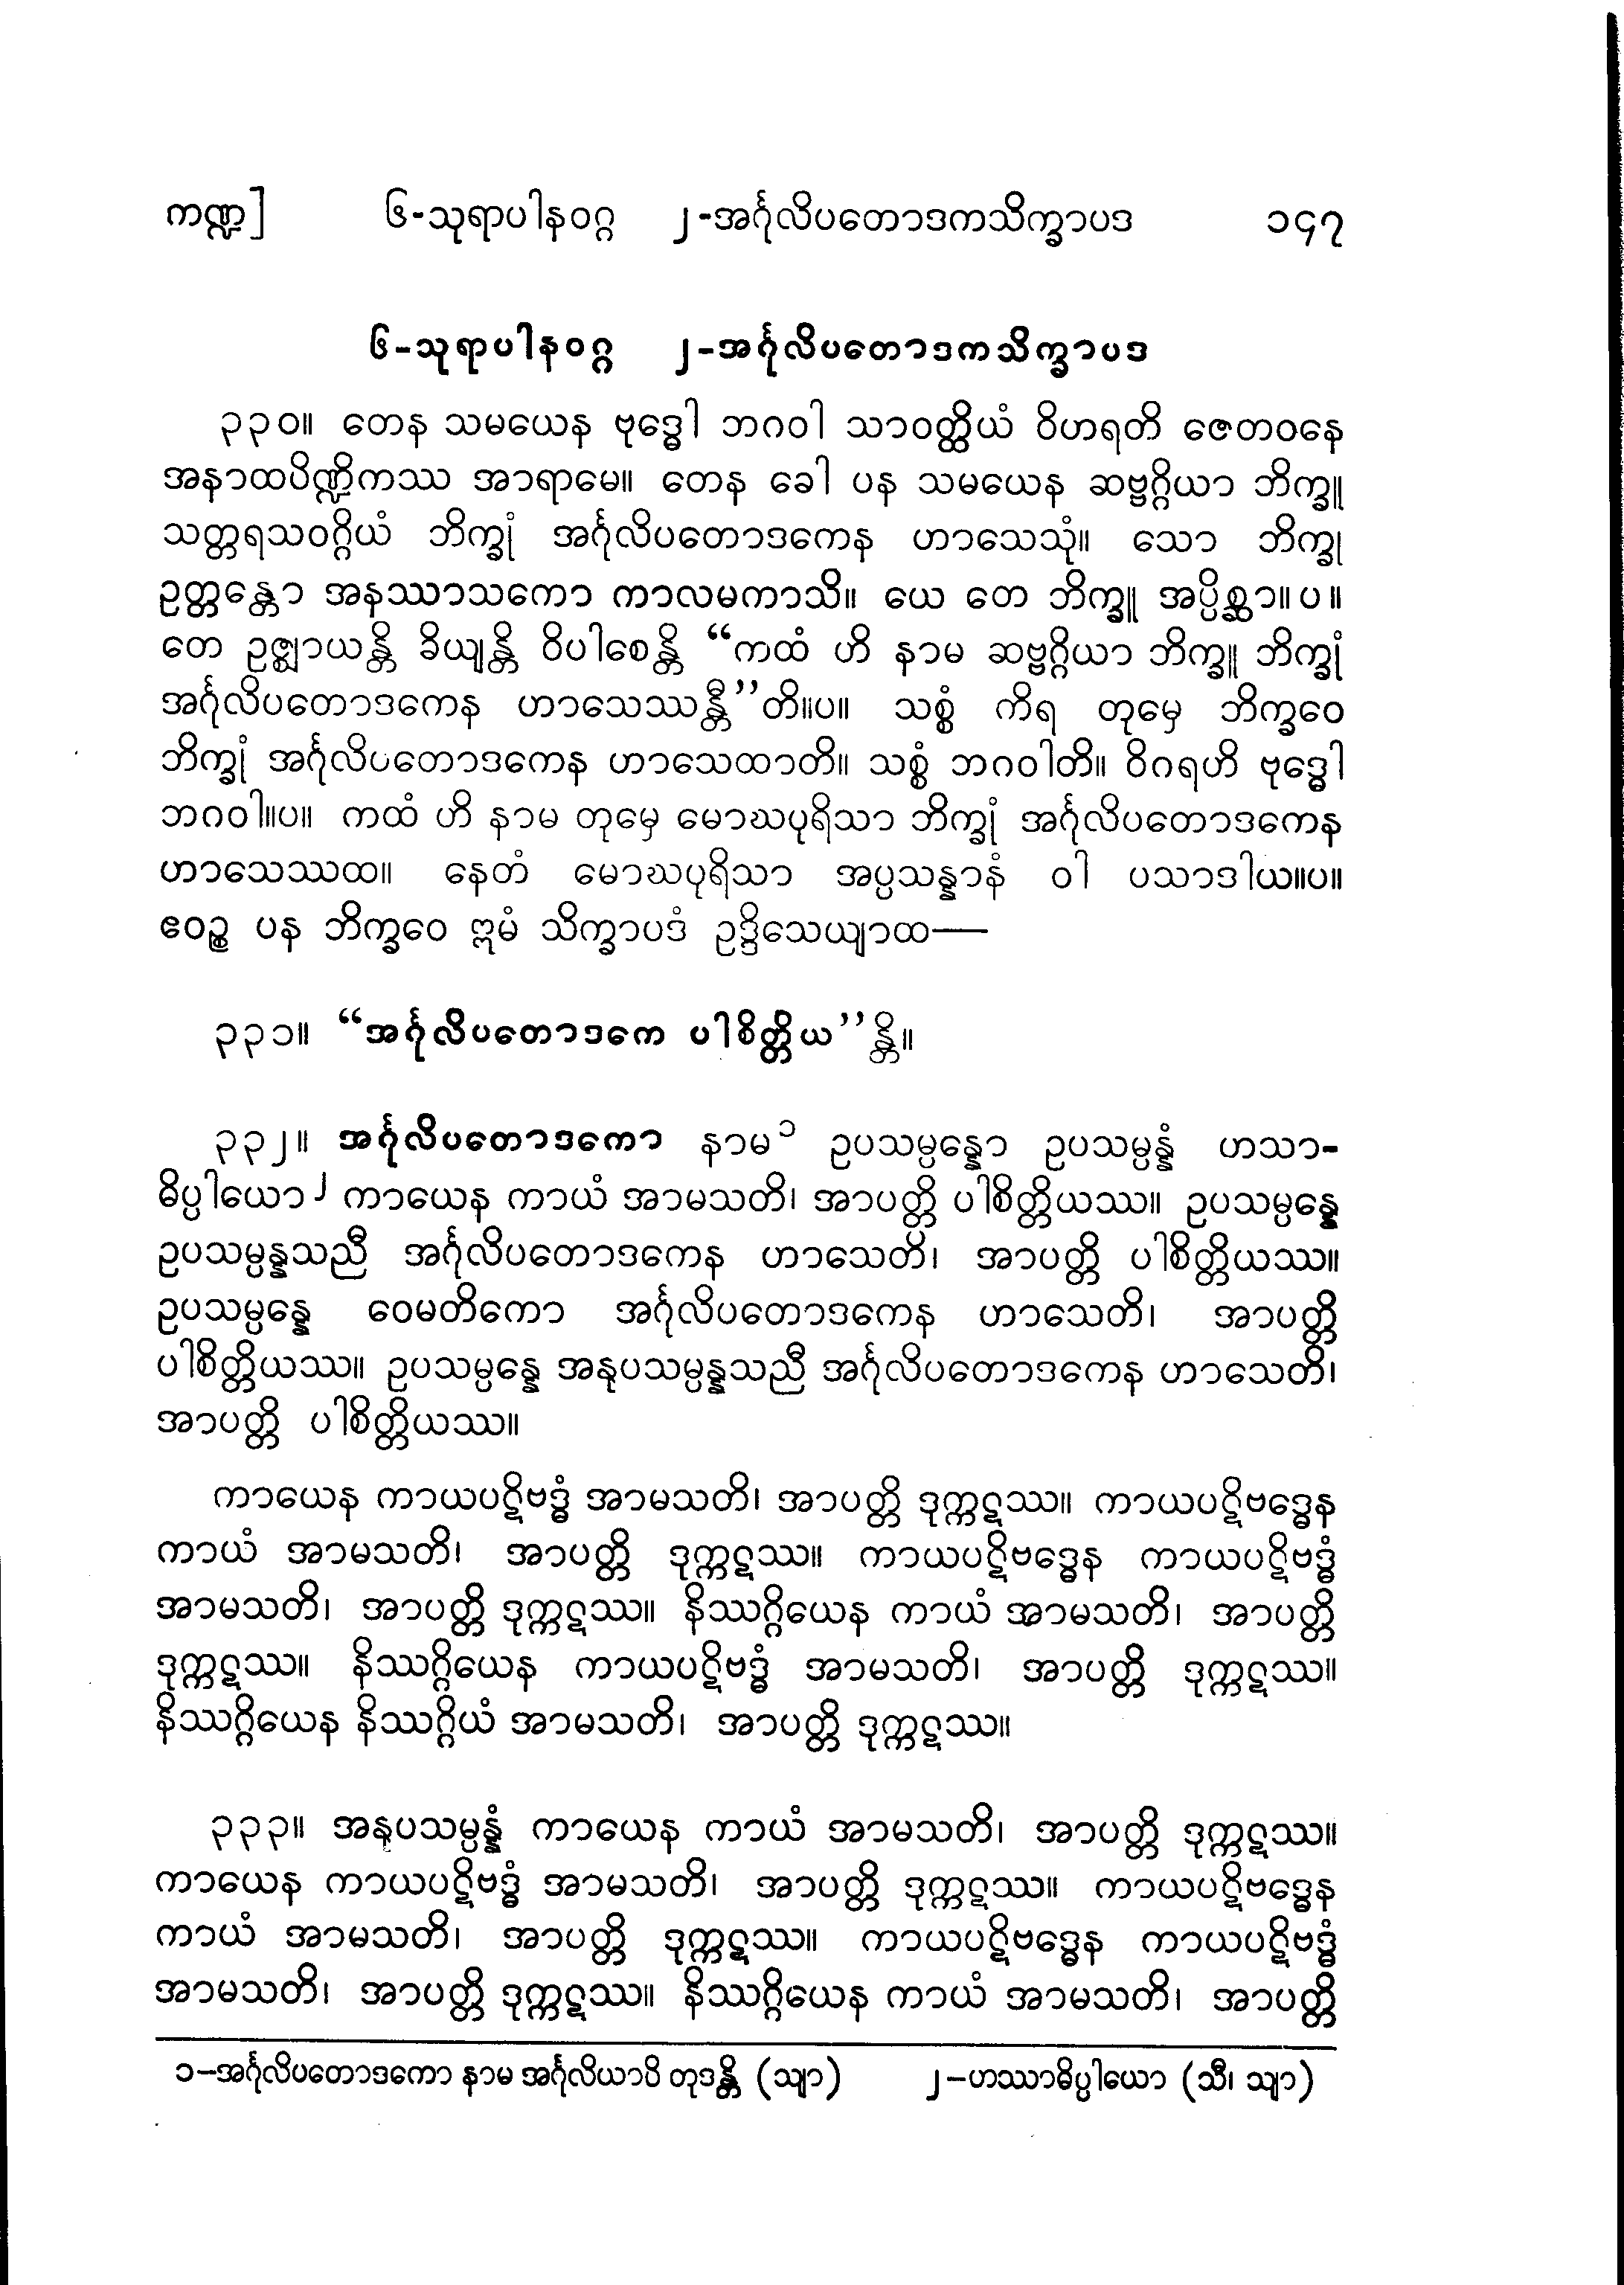 ကဏ္ဍ] ၆-သုရာပါနဝဂ္ဂ ၂-အင်္ဂုလိပတောဒကသိက္ခာပဒ ၁၄၇
၆-သုရာပါနဝဂ္ဂ ၂-အင်္ဂုလိပတောဒကသိက္ခာပဒ
၃၃၀။ တေန သမယေန ဗုဒ္ဓေါ ဘဂဝါ သာဝတ္ထိယံ ဝိဟရတိ ဇေတဝနေ
အနာထပိဏ္ဍိကဿ အာရာမေ။ တေန ခေါ ပန သမယေန ဆဗ္ဗဂ္ဂိယာ ဘိက္ခူ
သတ္တရသဝဂ္ဂိယံ ဘိက္ခုံ အင်္ဂုလိပတောဒကေန ဟာသေသုံ။ သော ဘိက္ခု
ဥတ္တန္တော အနဿာသကော ကာလမကာသိ။ ယေ တေ ဘိက္ခူ အပ္ပိစ္ဆာ။ပ။
တေ ဥဇ္ဈာယန္တိ ခိယျန္တိ ဝိပါစေန္တိ “ကထံ ဟိ နာမ ဆဗ္ဗဂ္ဂိယာ ဘိက္ခူ ဘိက္ခုံ
အင်္ဂုလိပတောဒကေန ဟာသေဿန္တီ”တိ။ပ။ သစ္စံ ကိရ တုမှေ ဘိက္ခဝေ
ဘိက္ခုံ အင်္ဂုလိပတောဒကေန ဟာသေထာတိ။ သစ္စံ ဘဂဝါတိ။ ဝိဂရဟိ ဗုဒ္ဓေါ
ဘဂဝါ။ပ။ ကထံ ဟိ နာမ တုမှေ မောဃပုရိသာ ဘိက္ခုံ အင်္ဂုလိပတောဒကေန
ဟာသေဿထ။ နေတံ မောဃပုရိသာ အပ္ပသန္နာနံ ဝါ ပသာဒါယ။ပ။
ဧဝဉ္စ ပန ဘိက္ခဝေ ဣမံ သိက္ခာပဒံ ဥဒ္ဒိသေယျာထ—
၃၃၁။ “အင်္ဂုလိပတောဒကေ ပါစိတ္တိယ”န္တိ။
၃၃၂။ အင်္ဂုလိပတောဒကော နာမ၁ ဥပသမ္ပန္နော ဥပသမ္ပန္နံ ဟသာ-
ဓိပ္ပါယော၂ ကာယေန ကာယံ အာမသတိ၊ အာပတ္တိ ပါစိတ္တိယဿ။ ဥပသမ္ပန္နေ
ဥပသမ္ပန္နသညီ အင်္ဂုလိပတောဒကေန ဟာသေတိ၊ အာပတ္တိ ပါစိတ္တိယဿ။
ဥပသမ္ပန္နေ ဝေမတိကော အင်္ဂုလိပတောဒကေန ဟာသေတိ၊ အာပတ္တိ
ပါစိတ္တိယဿ။ ဥပသမ္ပန္နေ အနုပသမ္ပန္နသညီ အင်္ဂုလိပတောဒကေန ဟာသေတိ၊
အာပတ္တိ ပါစိတ္တိယဿ။
ကာယေန ကာယပဋိဗဒ္ဓံ အာမသတိ၊ အာပတ္တိ ဒုက္ကဋဿ။ ကာယပဋိဗဒ္ဓေန
ကာယံ အာမသတိ၊ အာပတ္တိ ဒုက္ကဋဿ။ ကာယပဋိဗဒ္ဓေန ကာယပဋိဗဒ္ဓံ
အာမသတိ၊ အာပတ္တိ ဒုက္ကဋဿ။ နိဿဂ္ဂိယေန ကာယံ အာမသတိ၊ အာပတ္တိ
ဒုက္ကဋဿ။ နိဿဂ္ဂိယေန ကာယပဋိဗဒ္ဓံ အာမသတိ၊ အာပတ္တိ ဒုက္ကဋဿ။
နိဿဂ္ဂိယေန နိဿဂ္ဂိယံ အာမသတိ၊ အာပတ္တိ ဒုက္ကဋဿ။
၃၃၃။ အနုပသမ္ပန္နံ ကာယေန ကာယံ အာမသတိ၊ အာပတ္တိ ဒုက္ကဋဿ။
ကာယေန ကာယပဋိဗဒ္ဓံ အာမသတိ၊ အာပတ္တိ ဒုက္ကဋဿ။ ကာယပဋိဗဒ္ဓေန
ကာယံ အာမသတိ၊ အာပတ္တိ ဒုက္ကဋဿ။ ကာယပဋိဗဒ္ဓေန ကာယပဋိဗဒ္ဓံ
အာမသတိ၊ အာပတ္တိ ဒုက္ကဋဿ။ နိဿဂ္ဂိယေန ကာယံ အာမသတိ၊ အာပတ္တိ
၁-အင်္ဂုလိပတောဒကော နာမ အင်္ဂုလိယာပိ တုဒန္တိ (သျာ) ၂-ဟဿာဓိပ္ပါယော (သီ၊ သျာ)